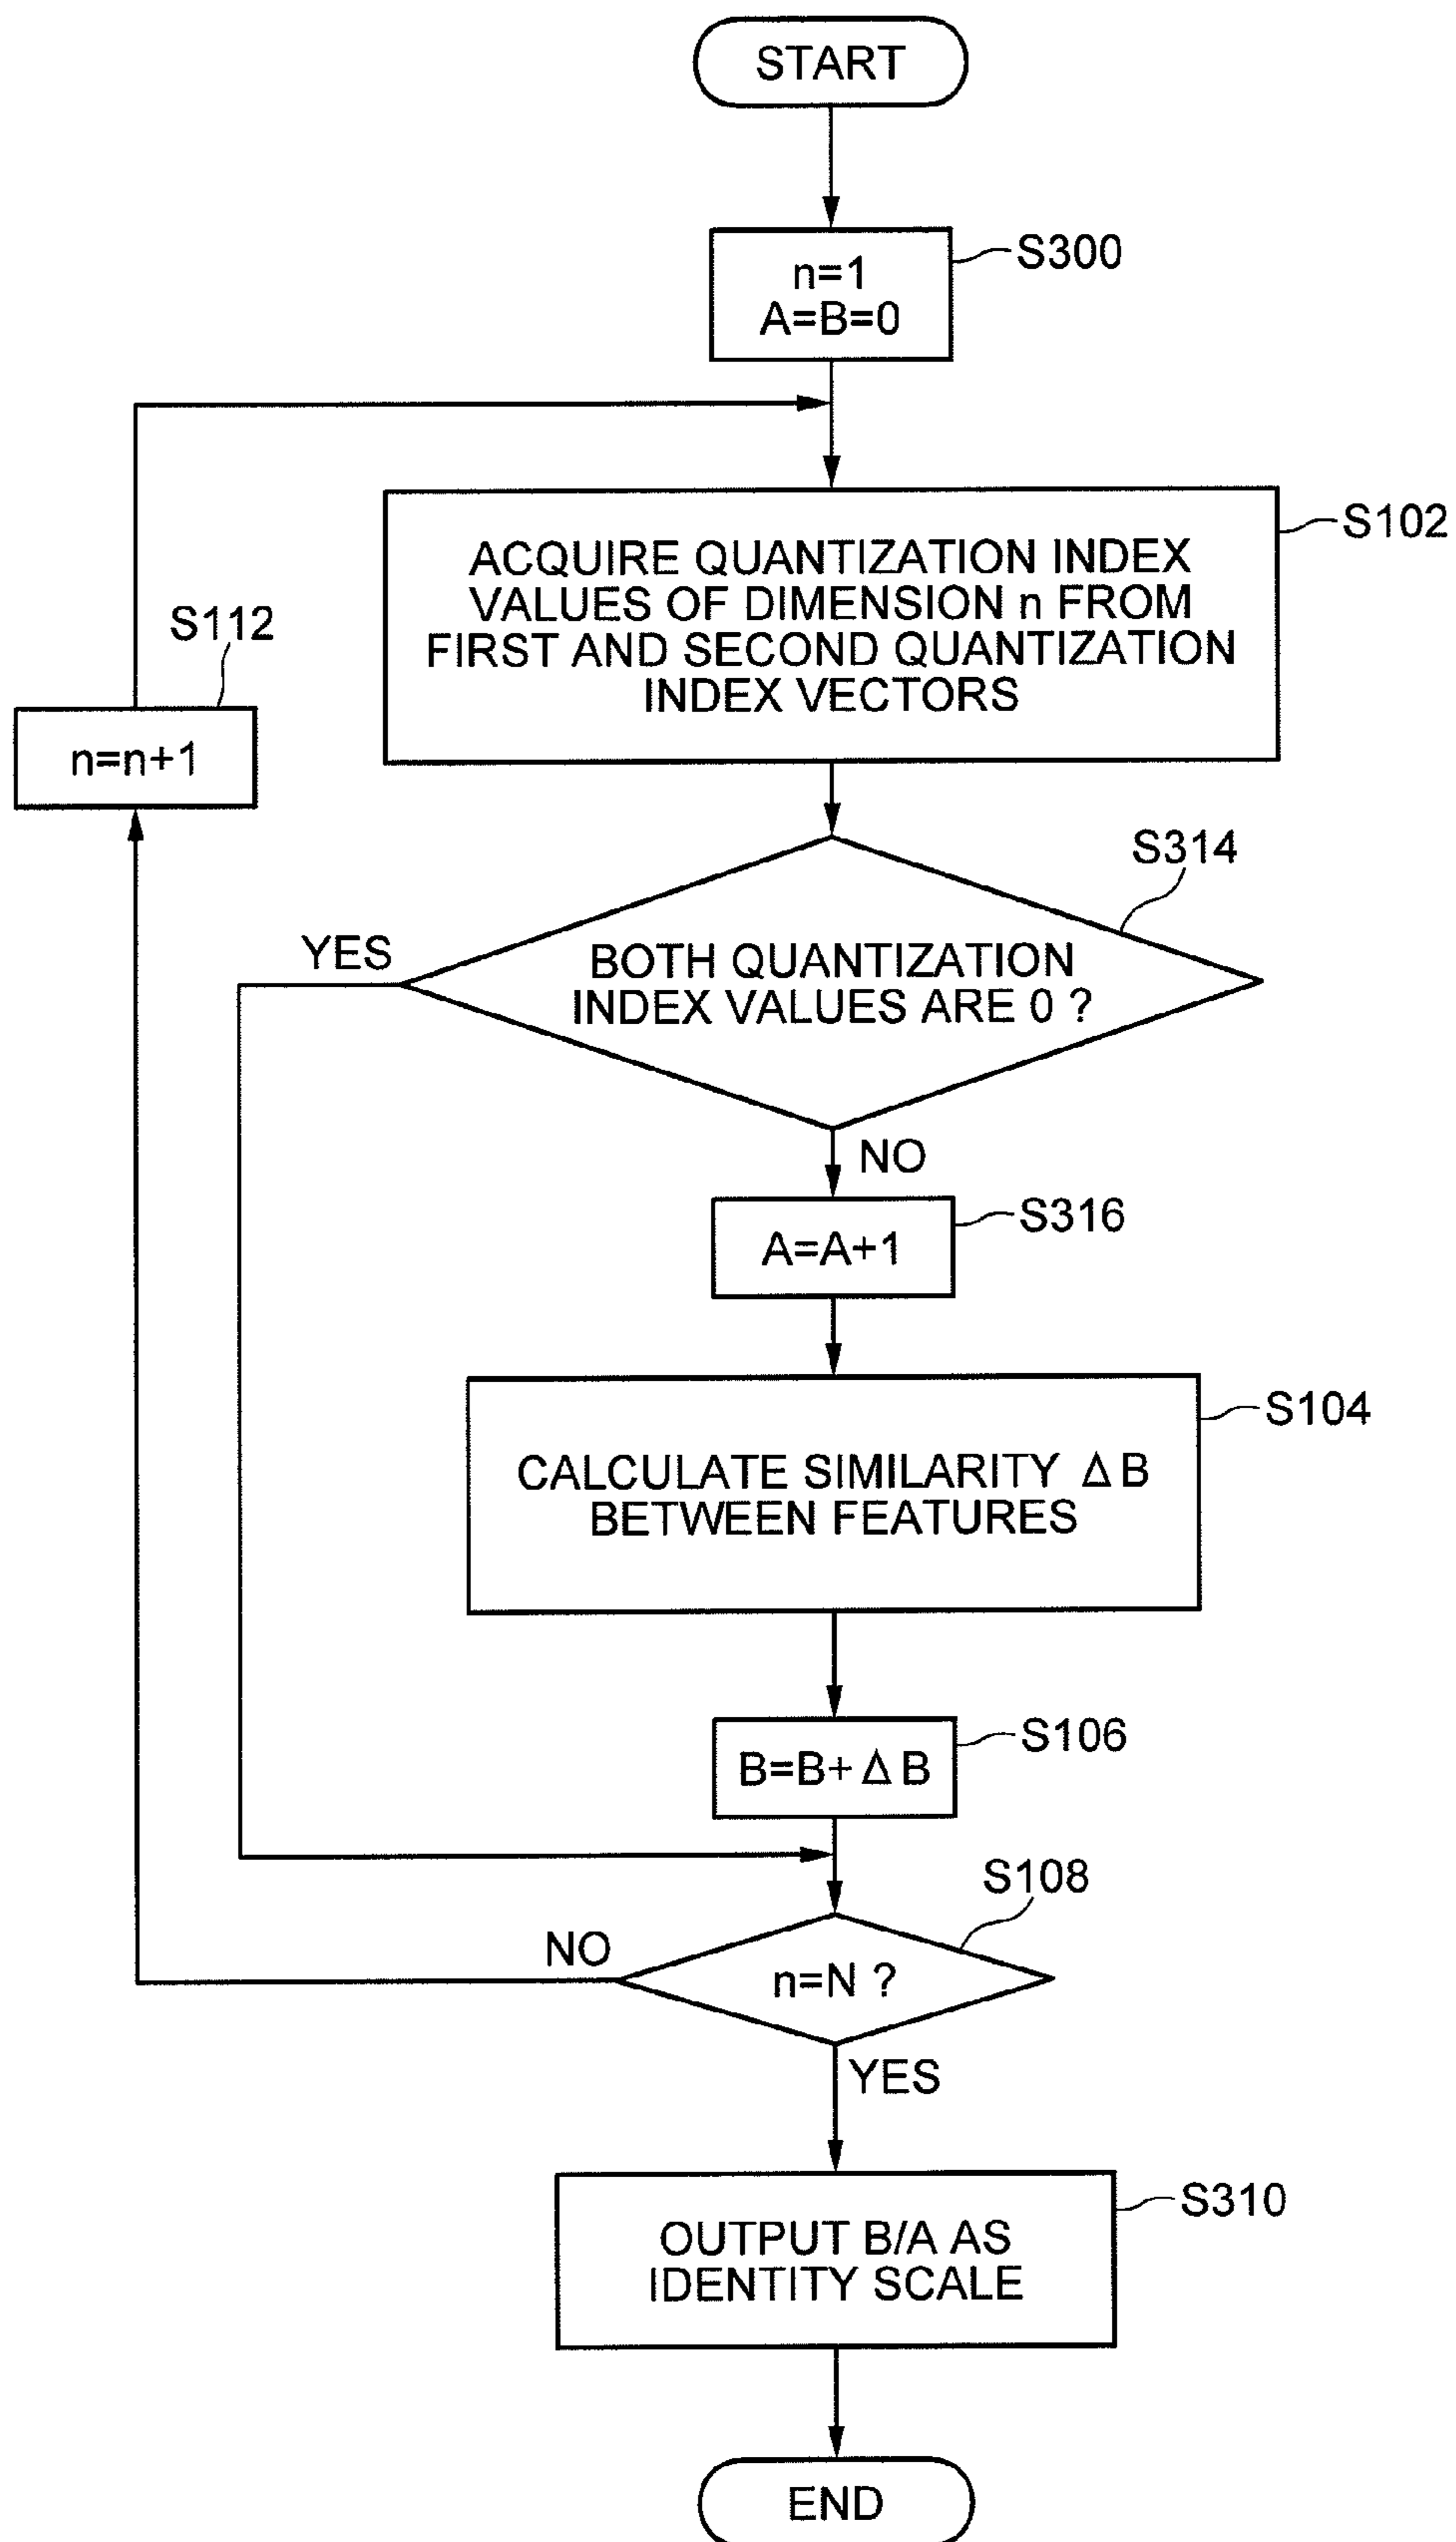 START
n=1
A=B=0
S300
ACQUIRE QUANTIZATION INDEX
VALUES OF DIMENSION n FROM
FIRST AND SECOND QUANTIZATION
INDEX VECTORS
S102
S112
n=n+1
S314
YES
BOTH QUANTIZATION
INDEX VALUES ARE 0 ?
NO
S316
A=A+1
S104
CALCULATE SIMILARITY Δ B
BETWEEN FEATURES
S106
B=B+ Δ B
S108
NO
n=N ?
YES
S310
OUTPUT B/A AS
IDENTITY SCALE
END